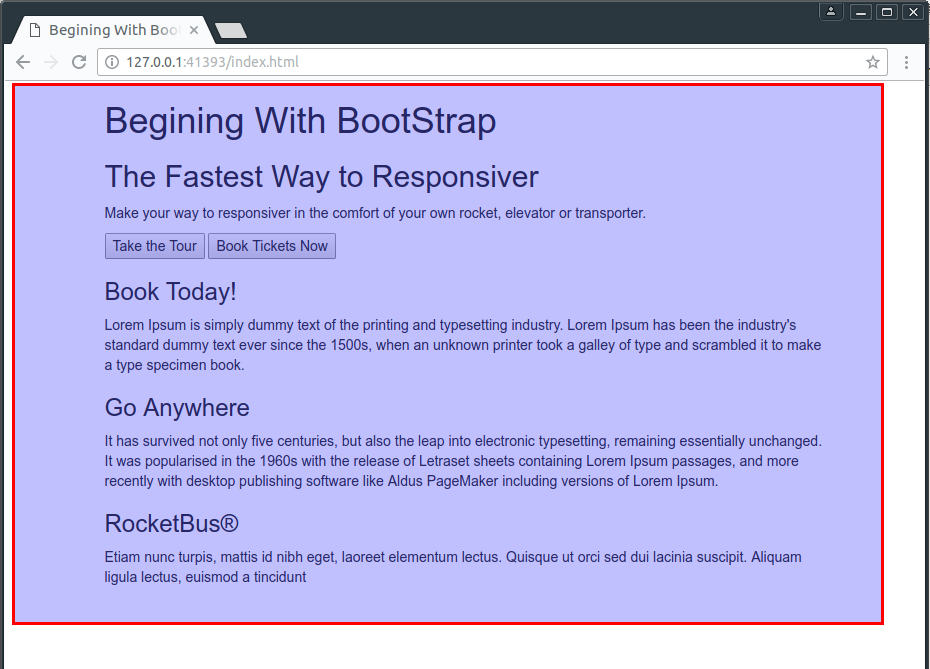 Begining With Boo
127.0.0.1:41393/index.html
Begining With BootStrap
The Fastest Way to Responsiver
Make your way to responsiver in the comfort of your own rocket, elevator or transporter.
Take the Tour Book Tickets Now
Book Today!
Lorem Ipsum is simply dummy text of the printing and typesetting industry. Lorem Ipsum has been the industry's
standard dummy text ever since the 1500s, when an unknown printer took a galley of type and scrambled it to make
a type specimen book.
Go Anywhere
It has survived not only five centuries, but also the leap into electronic typesetting, remaining essentially unchanged.
It was popularised in the 1960s with the release of Letraset sheets containing Lorem Ipsum passages, and more
recently with desktop publishing software like Aldus PageMaker including versions of Lorem Ipsum.
RocketBus®
Etiam nunc turpis, mattis id nibh eget, laoreet elementum lectus. Quisque ut orci sed dui lacinia suscipit. Aliquam
ligula lectus, euismod a tincidunt